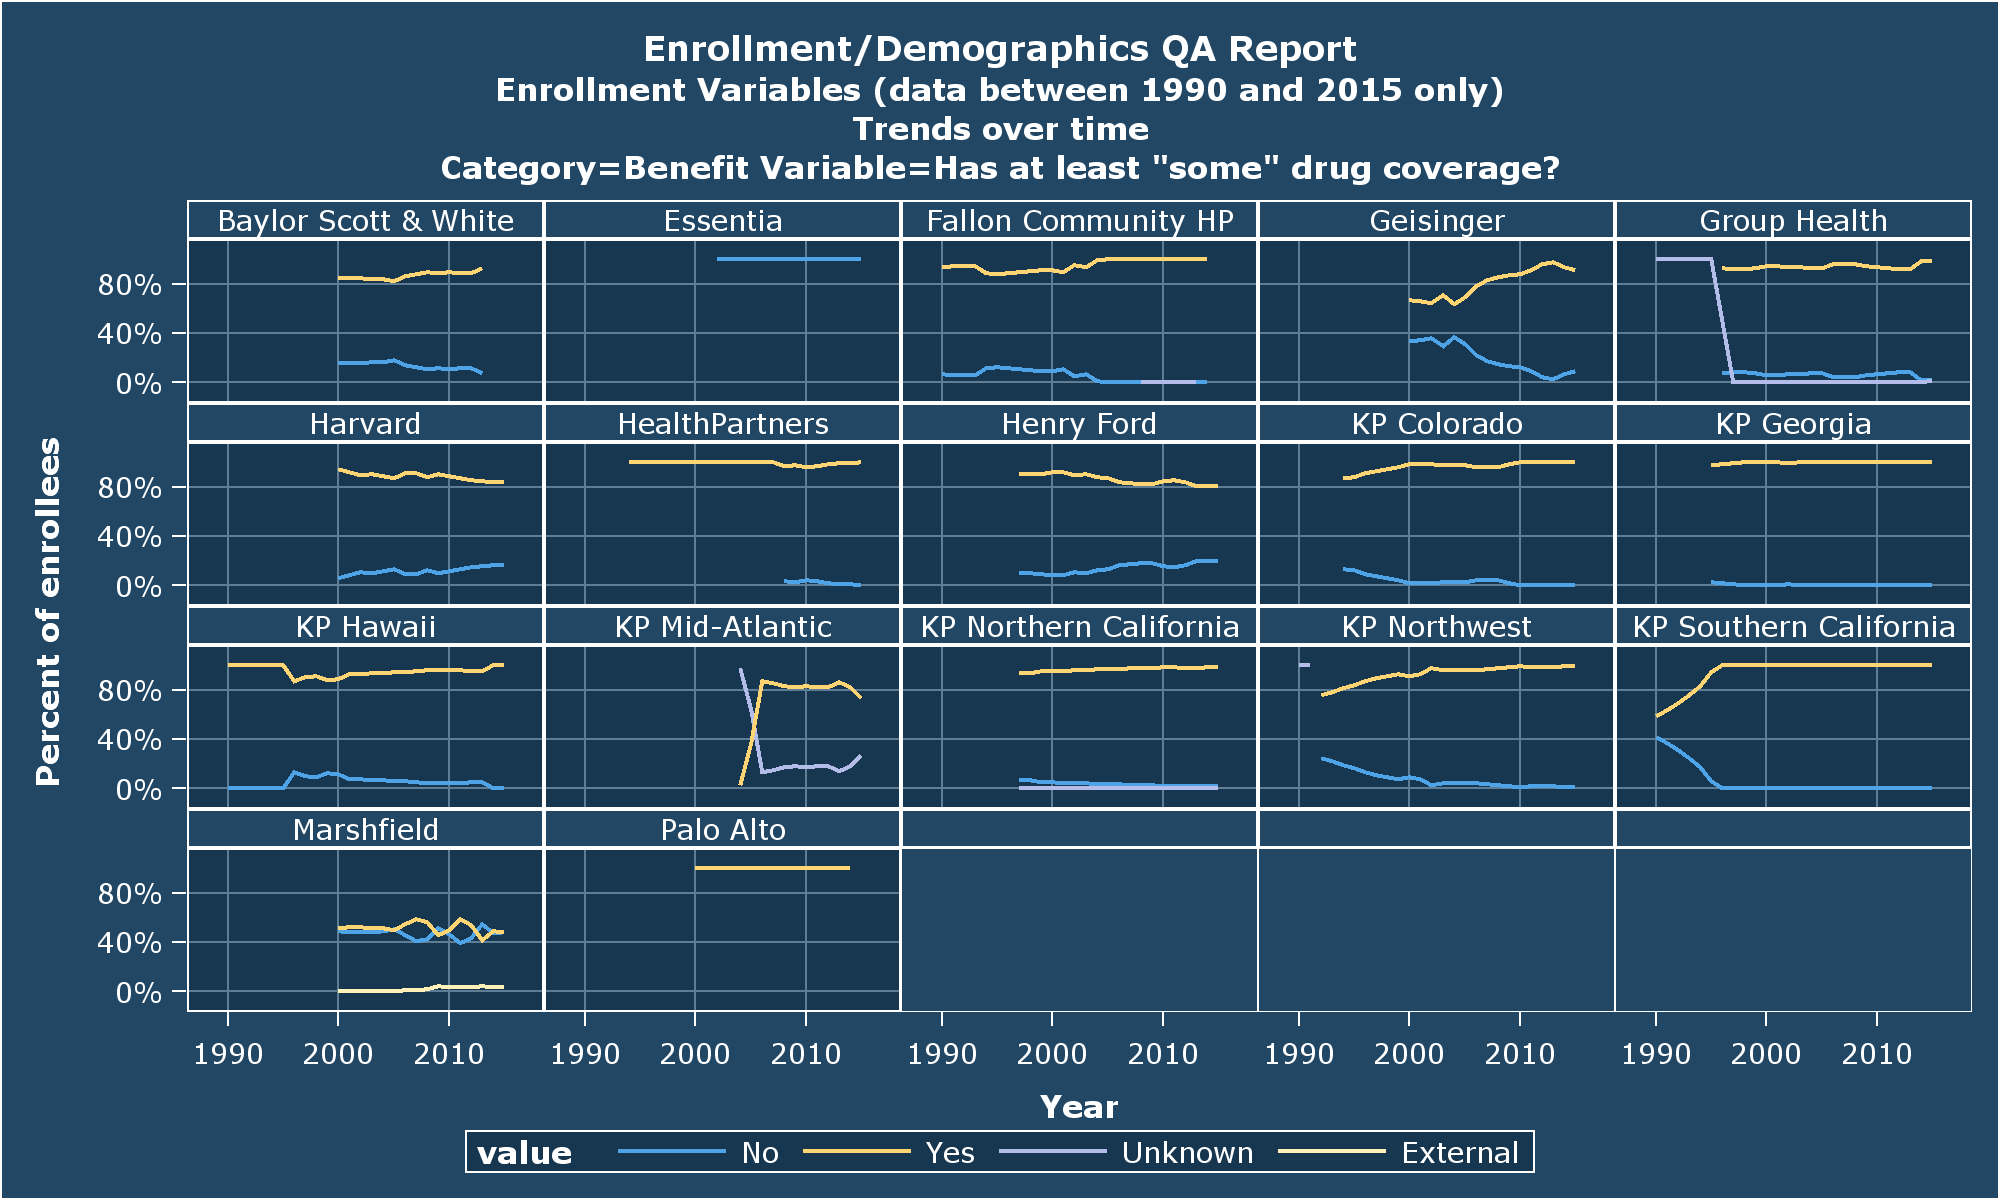 Enrollment/Demographics QA Report
Enrollment Variables (data between 1990 and 2015 only)
Trends over time
Category=Benefit Variable=Has at least "some" drug coverage?
Baylor Scott & White Essentia Fallon Community HP Geisinger Group Health
80%
40%
0%
Harvard HealthPartners Henry Ford KP Colorado KP Georgia
80%
40%
0%
Percent of enrollees
KP Hawaii KP Mid-Atlantic KP Northern California KP Northwest KP Southern California
80%
40%
0%
Marshfield Palo Alto
80%
40%
0%
1990 2000 2010 1990 2000 2010 1990 2000 2010 1990 2000 2010 1990 2000 2010
Year
value No Yes Unknown External